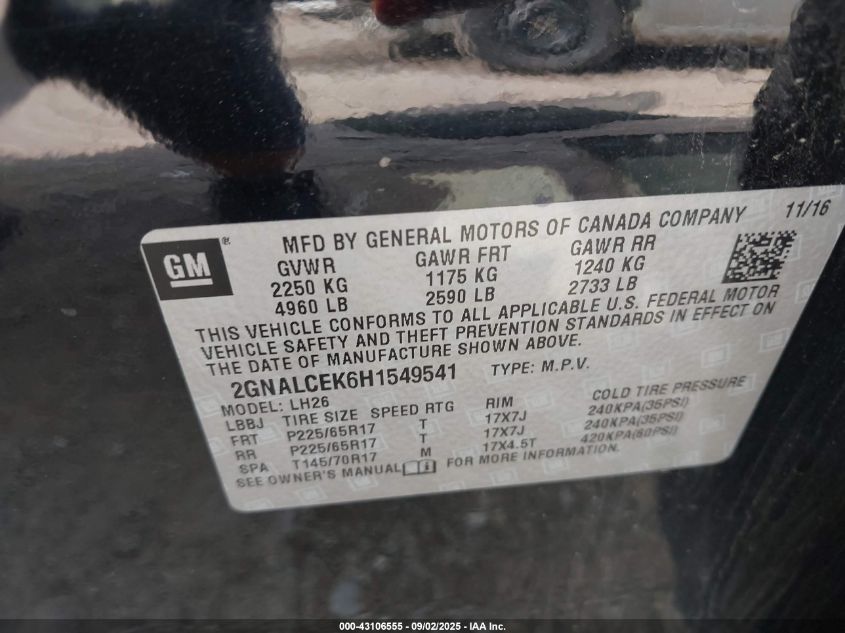 GM®
MFD BY GENERAL MOTORS OF CANADA COMPANY 11/16
GVWR GAWR FRT GAWR RR
2250 KG 1175 KG 1240 KG
4960 LB 2590 LB 2733 LB
THIS VEHICLE CONFORMS TO ALL APPLICABLE U.S. FEDERAL MOTOR
VEHICLE SAFETY AND THEFT PREVENTION STANDARDS IN EFFECT ON
THE DATE OF MANUFACTURE SHOWN ABOVE.
2GNALCEK6H1549541 TYPE: M.P.V.
MODEL: LH26
LBBJ TIRE SIZE SPEED RTG RIM COLD TIRE PRESSURE
FRT P225/65R17 T 17X7J 240KPA(35PSI)
RR P225/65R17 T 17X7J 240KPA(35PSI)
SPA T145/70R17 M 17X4.5T 420KPA(60PSI)
SEE OWNER'S MANUAL FOR MORE INFORMATION.
000-43106555 - 09/02/2025 - IAA Inc.